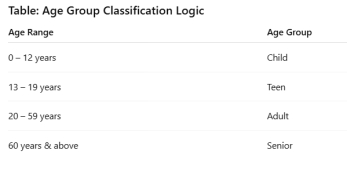 Table: Age Group Classification Logic
Age Range Age Group
0 – 12 years Child
13 – 19 years Teen
20 – 59 years Adult
60 years & above Senior